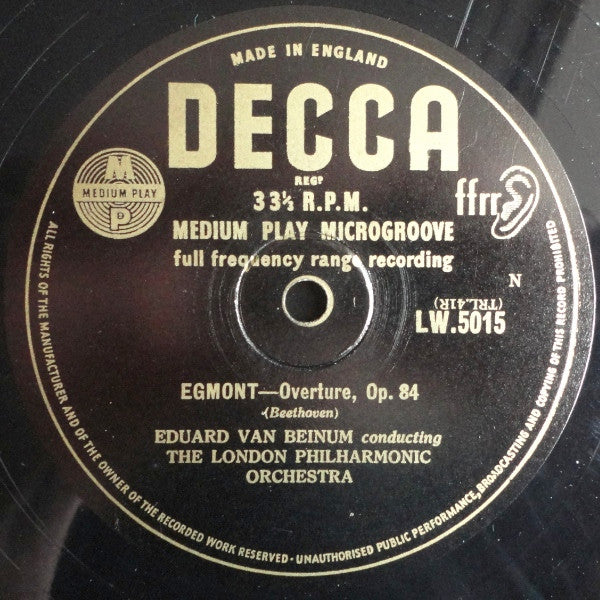 MADE IN ENGLAND
DECCA
REGD
M
MEDIUM PLAY
P
33⅓ R.P.M.
ffrr
MEDIUM PLAY MICROGROOVE
full frequency range recording
N
(TRL.41R)
LW.5015
EGMONT—Overture, Op. 84
(Beethoven)
EDUARD VAN BEINUM conducting
THE LONDON PHILHARMONIC
ORCHESTRA
ALL RIGHTS OF THE MANUFACTURER AND OF THE OWNER OF THE RECORDED WORK RESERVED - UNAUTHORISED PUBLIC PERFORMANCE, BROADCASTING AND COPYING OF THIS RECORD PROHIBITED